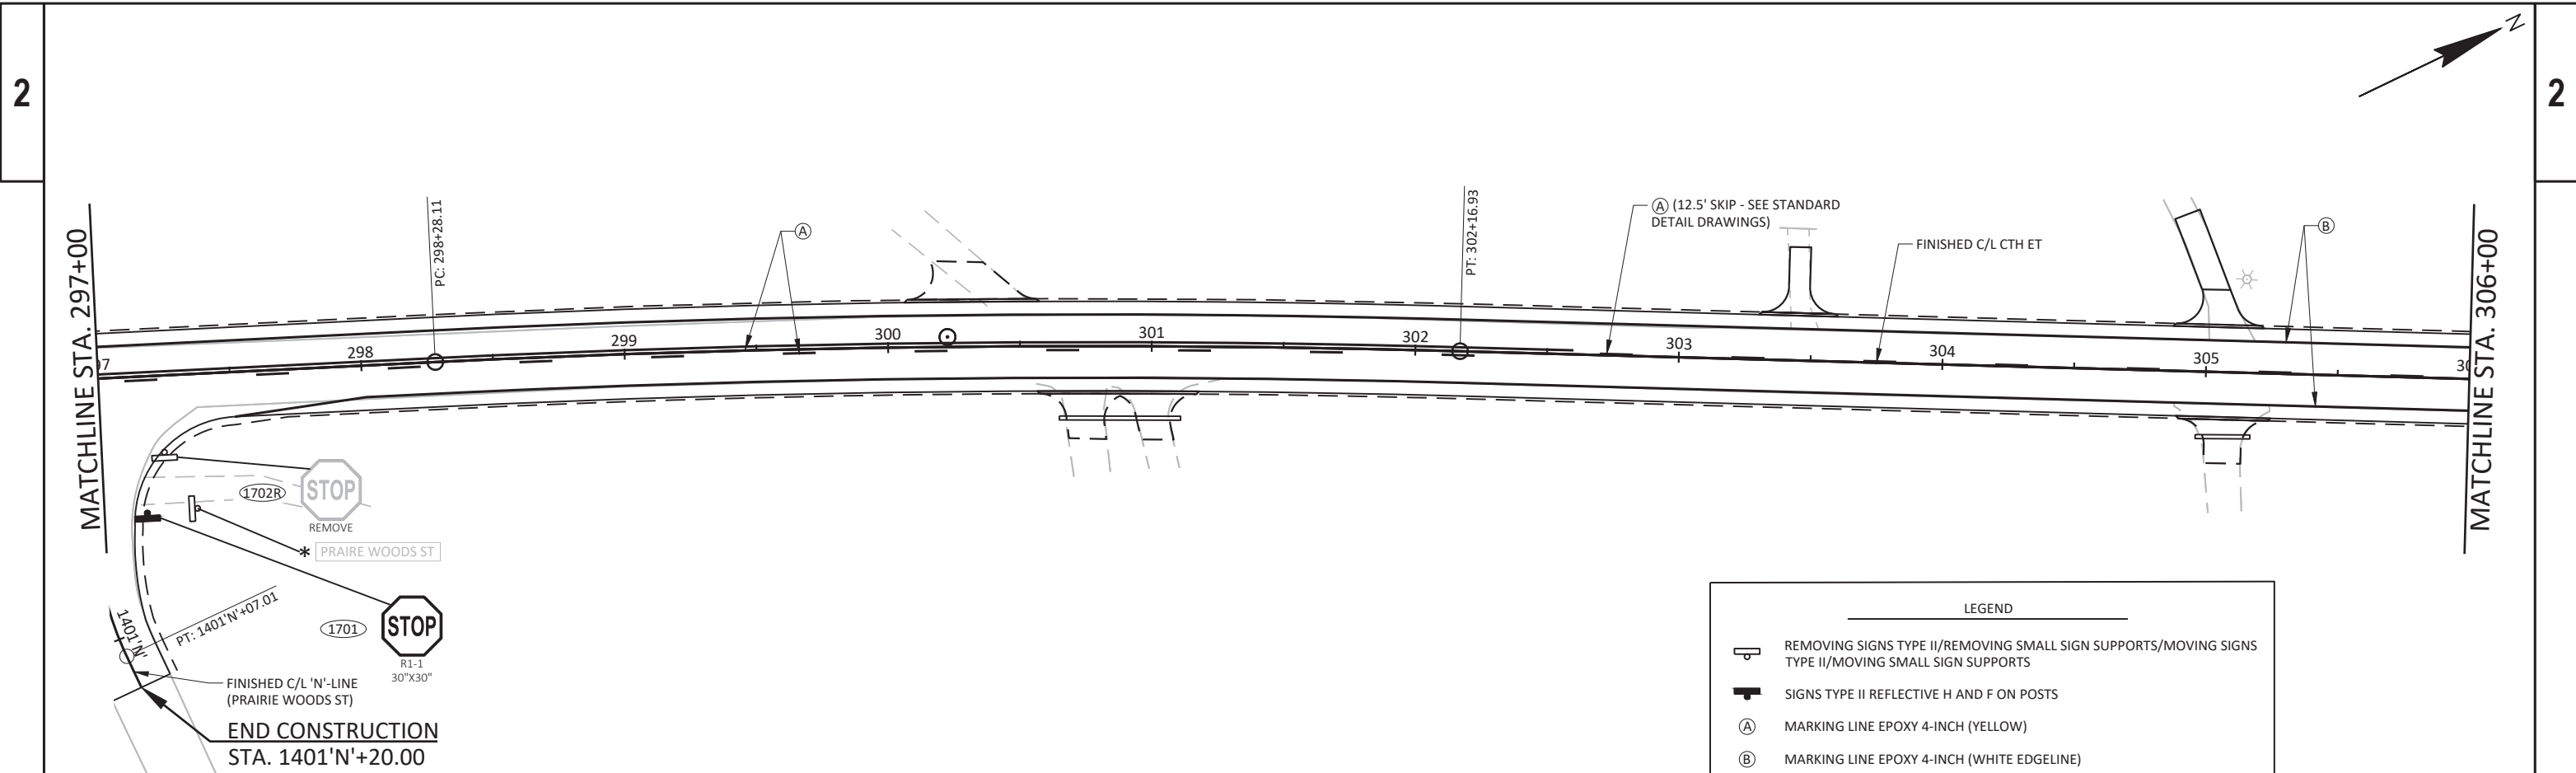 2
2
N
MATCHLINE STA. 297+00
PC: 298+28.11
A
PT: 302+16.93
A (12.5' SKIP - SEE STANDARD
DETAIL DRAWINGS)
FINISHED C/L CTH ET
B
MATCHLINE STA. 306+00
97
298
299
300
301
302
303
304
305
30
1702R
STOP
REMOVE
* PRAIRE WOODS ST
1701
STOP
R1-1
30"X30"
1401'N'
PT: 1401'N'+07.01
FINISHED C/L 'N'-LINE
(PRAIRIE WOODS ST)
END CONSTRUCTION
STA. 1401'N'+20.00
LEGEND
REMOVING SIGNS TYPE II/REMOVING SMALL SIGN SUPPORTS/MOVING SIGNS
TYPE II/MOVING SMALL SIGN SUPPORTS
SIGNS TYPE II REFLECTIVE H AND F ON POSTS
A MARKING LINE EPOXY 4-INCH (YELLOW)
B MARKING LINE EPOXY 4-INCH (WHITE EDGELINE)